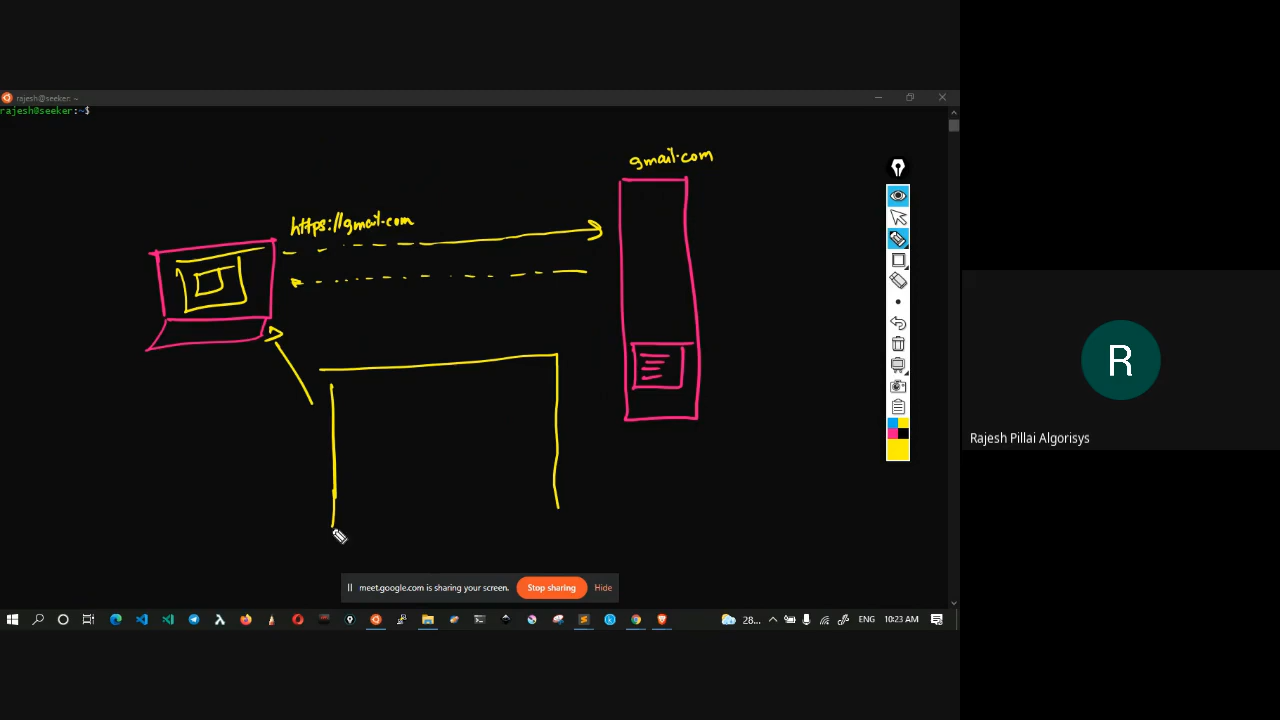 rajesh@seeker: ~
rajesh@seeker:~$
gmail.com
https://gmail.com
R
Rajesh Pillai Algorisys
meet.google.com is sharing your screen.
Stop sharing
Hide
28...
ENG
10:23 AM